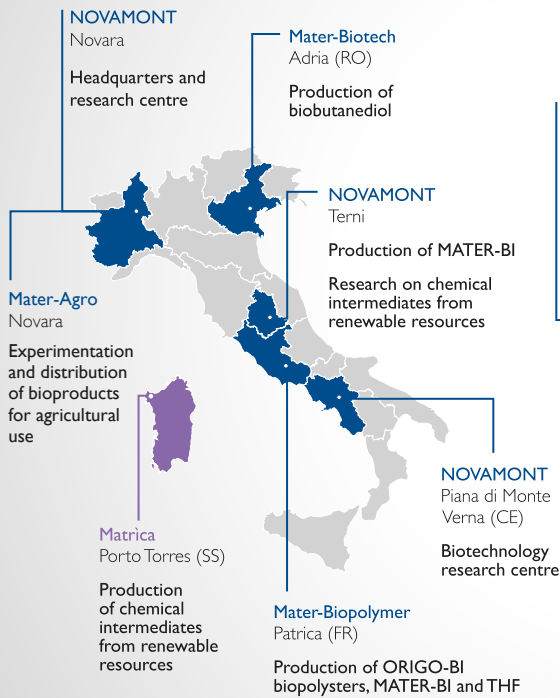 NOVAMONT
Novara
Headquarters and
research centre
Mater-Biotech
Adria (RO)
Production of
biobutanediol
NOVAMONT
Terni
Production of MATER-BI
Research on chemical
intermediates from
renewable resources
Mater-Agro
Novara
Experimentation
and distribution
of bioproducts
for agricultural
use
NOVAMONT
Piana di Monte
Verna (CE)
Biotechnology
research centre
Matrìca
Porto Torres (SS)
Production
of chemical
intermediates
from renewable
resources
Mater-Biopolymer
Patrica (FR)
Production of ORIGO-BI
biopolysters, MATER-BI and THF